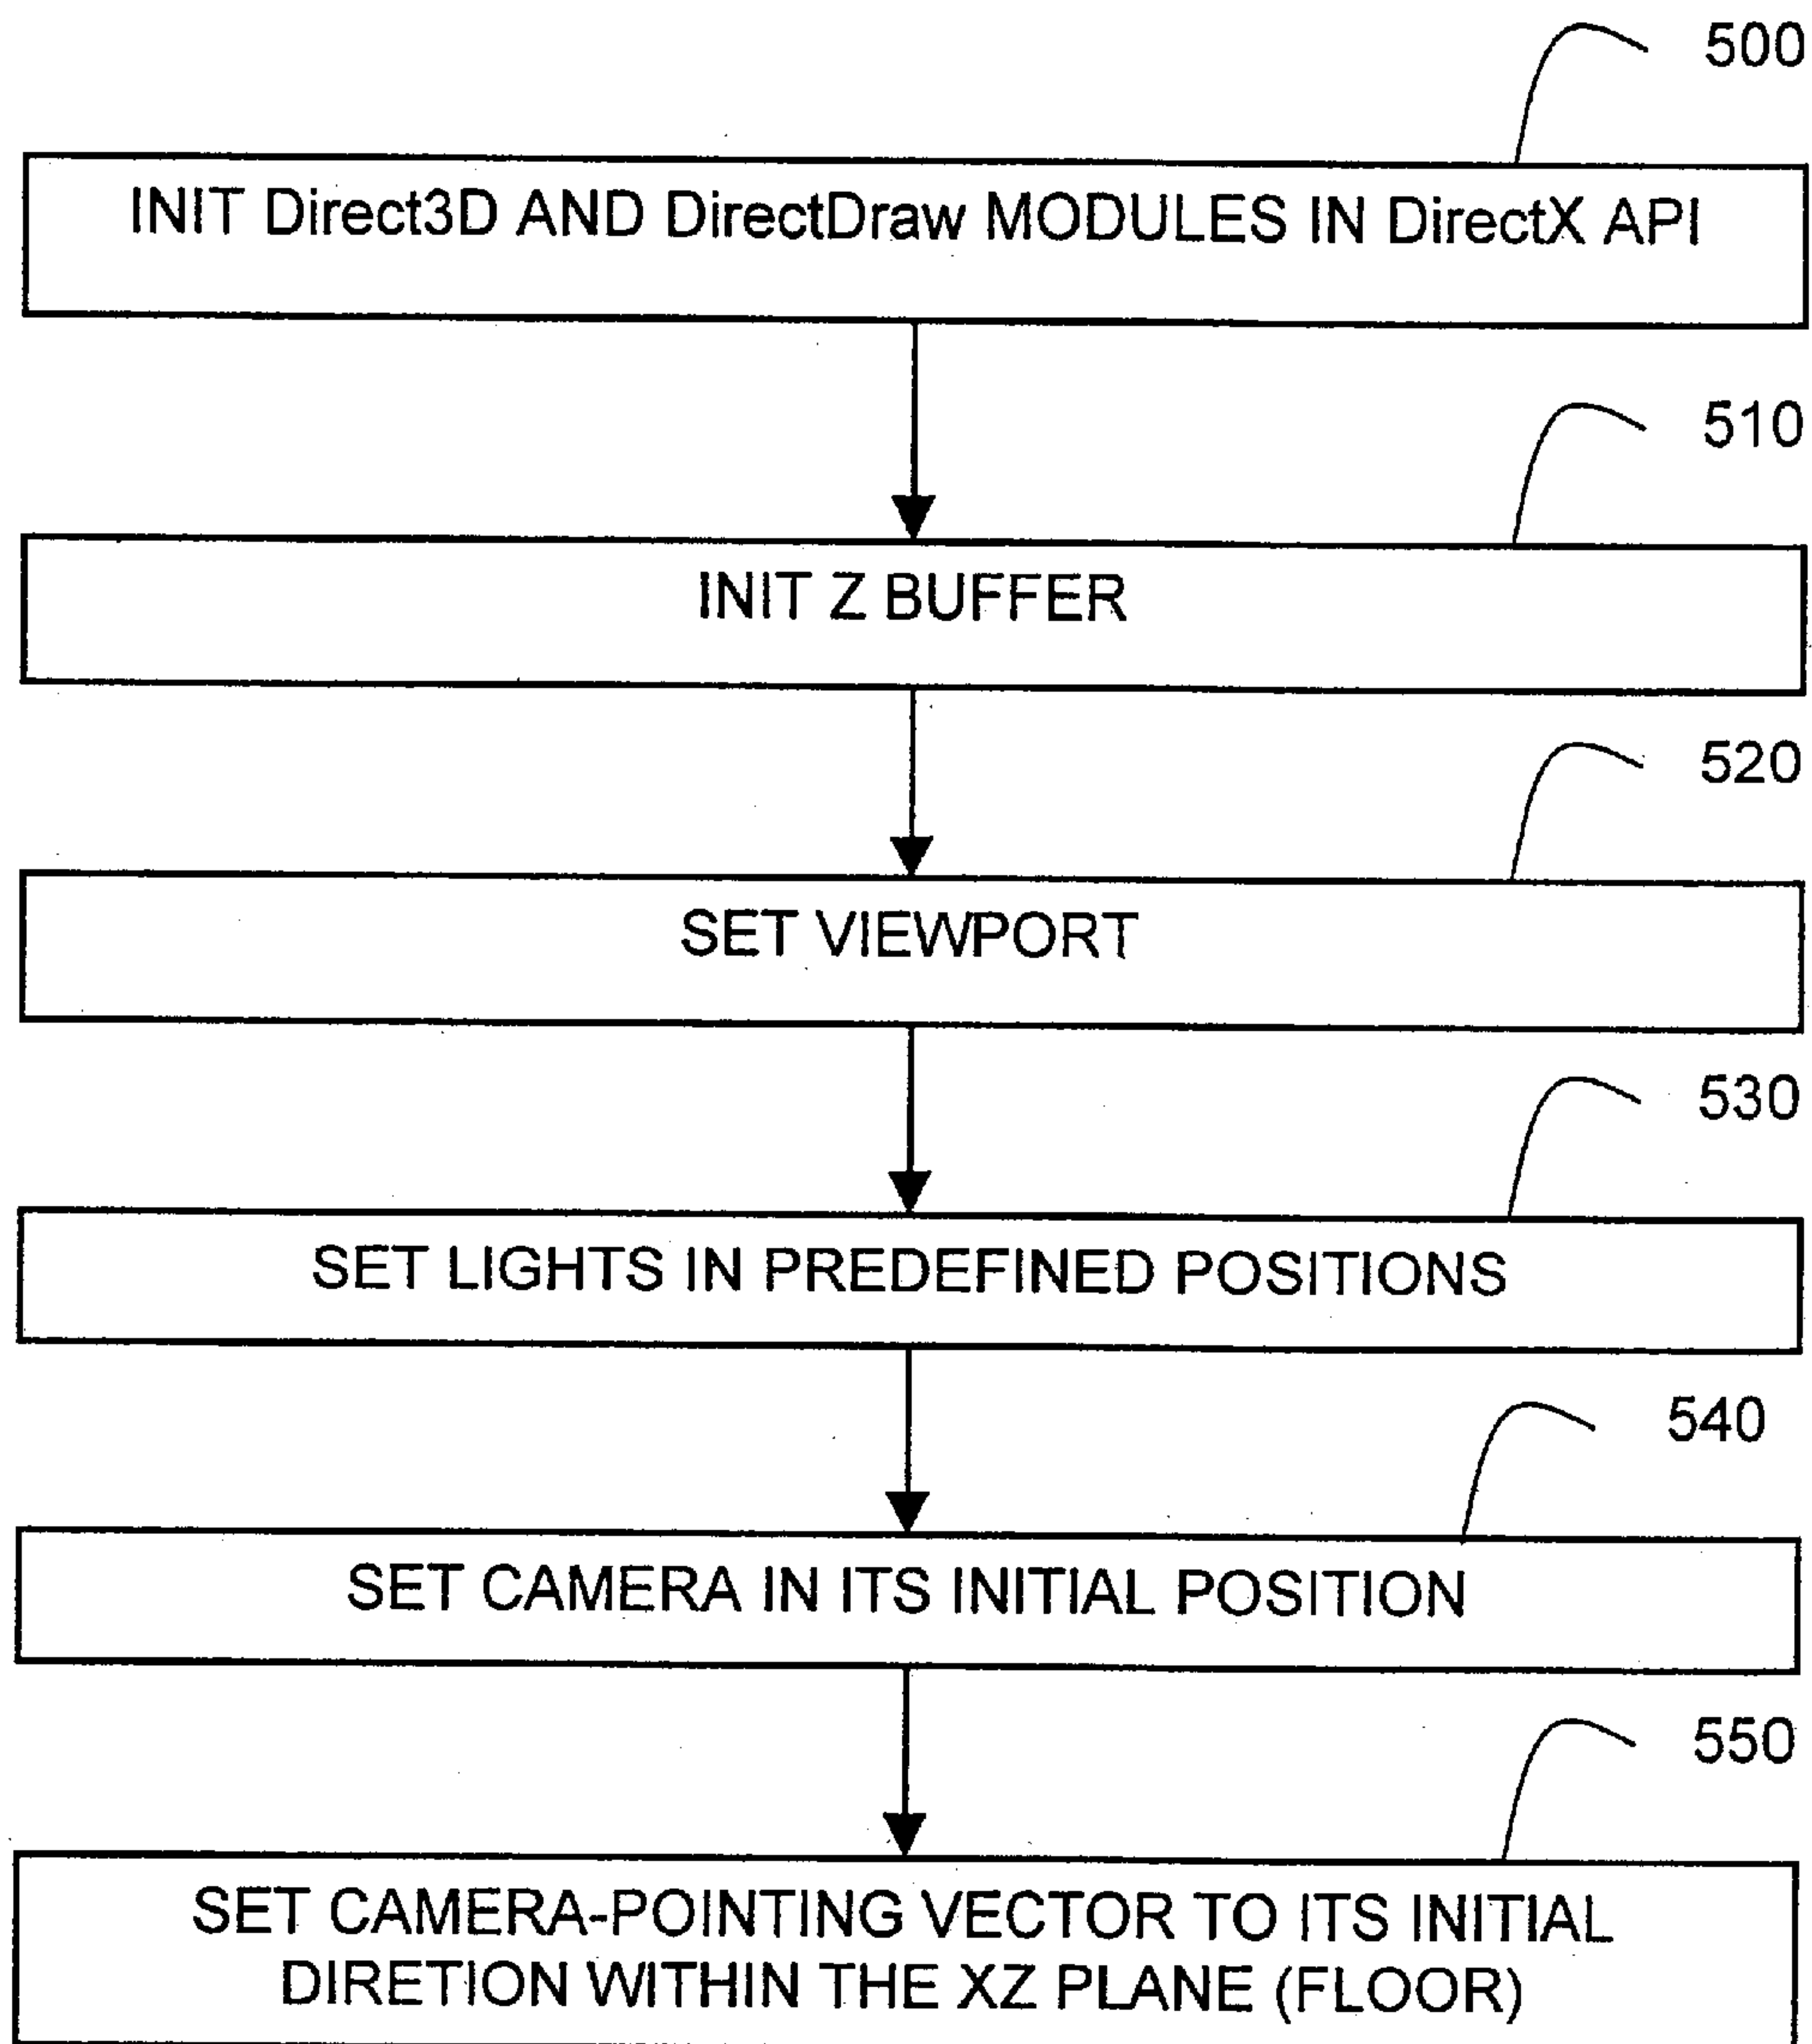 500
INIT Direct3D AND DirectDraw MODULES IN DirectX API
510
INIT Z BUFFER
520
SET VIEWPORT
530
SET LIGHTS IN PREDEFINED POSITIONS
540
SET CAMERA IN ITS INITIAL POSITION
550
SET CAMERA-POINTING VECTOR TO ITS INITIAL
DIRETION WITHIN THE XZ PLANE (FLOOR)